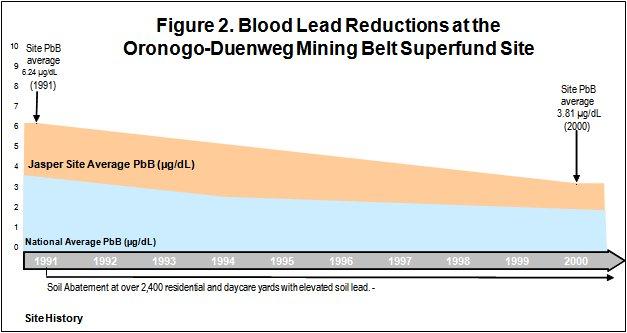 Figure 2. Blood Lead Reductions at the
Oronogo-Duenweg Mining Belt Superfund Site
10
9
8
7
6
5
4
3
2
1
0
Site PbB
average
6.24 µg/dL
(1991)
Site PbB
average
3.81 µg/dL
(2000)
Jasper Site Average PbB (µg/dL)
National Average PbB (µg/dL)
1991 1992 1993 1994 1995 1996 1997 1998 1999 2000
Soil Abatement at over 2,400 residential and daycare yards with elevated soil lead. -
Site History